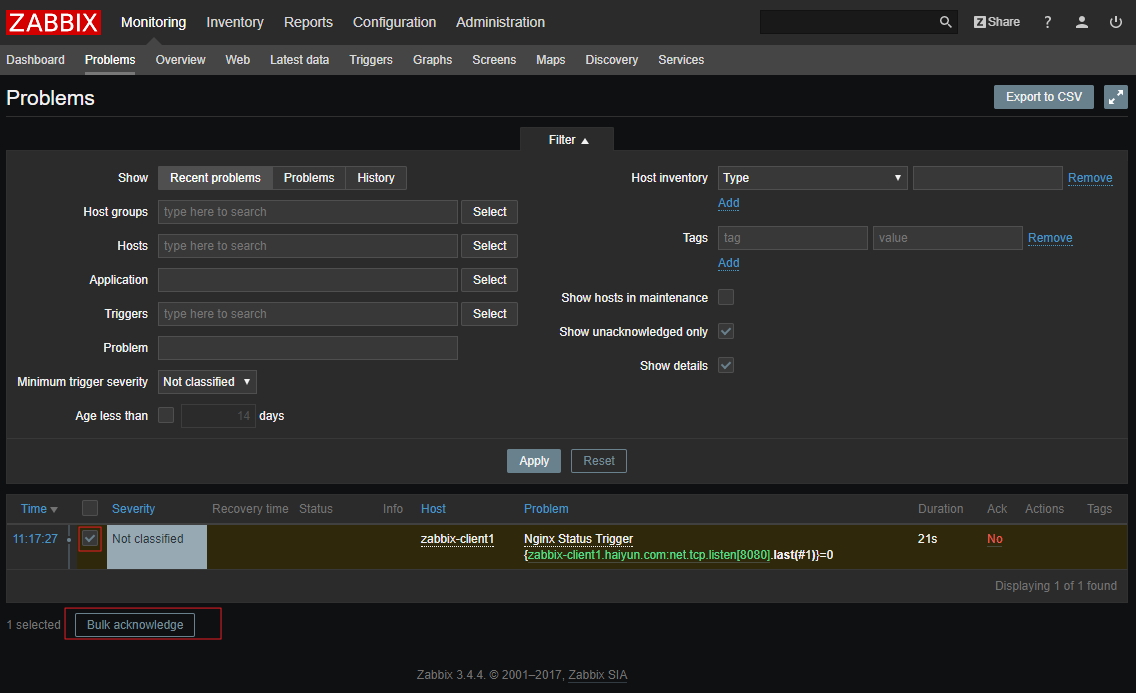 ZABBIX Monitoring Inventory Reports Configuration Administration Z Share ?
Dashboard Problems Overview Web Latest data Triggers Graphs Screens Maps Discovery Services
Problems Export to CSV
Filter ▲
Show Recent problems Problems History Host inventory Type ▼ Remove
Host groups type here to search Select Add
Hosts type here to search Select Tags tag value Remove
Application Select Add
Triggers type here to search Select Show hosts in maintenance
Problem Show unacknowledged only
Show details
Minimum trigger severity Not classified ▼
Age less than 14 days
Apply Reset
Time ▼ Severity Recovery time Status Info Host Problem Duration Ack Actions Tags
11:17:27 Not classified zabbix-client1 Nginx Status Trigger 21s No
{zabbix-client1.haiyun.com:net.tcp.listen[8080].last(#1)}=0
Displaying 1 of 1 found
1 selected Bulk acknowledge
Zabbix 3.4.4. © 2001–2017, Zabbix SIA